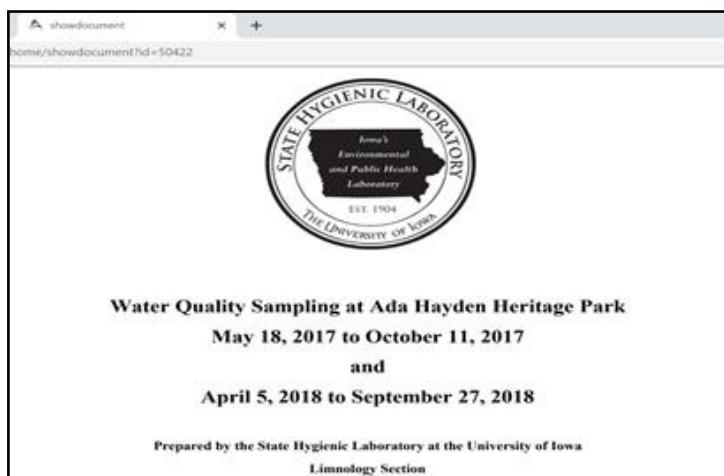 showdocument
home/showdocument?id=50422
STATE HYGIENIC LABORATORY
Iowa's
Environmental
and Public Health
Laboratory
EST. 1904
THE UNIVERSITY OF IOWA
Water Quality Sampling at Ada Hayden Heritage Park
May 18, 2017 to October 11, 2017
and
April 5, 2018 to September 27, 2018
Prepared by the State Hygienic Laboratory at the University of Iowa
Limnology Section